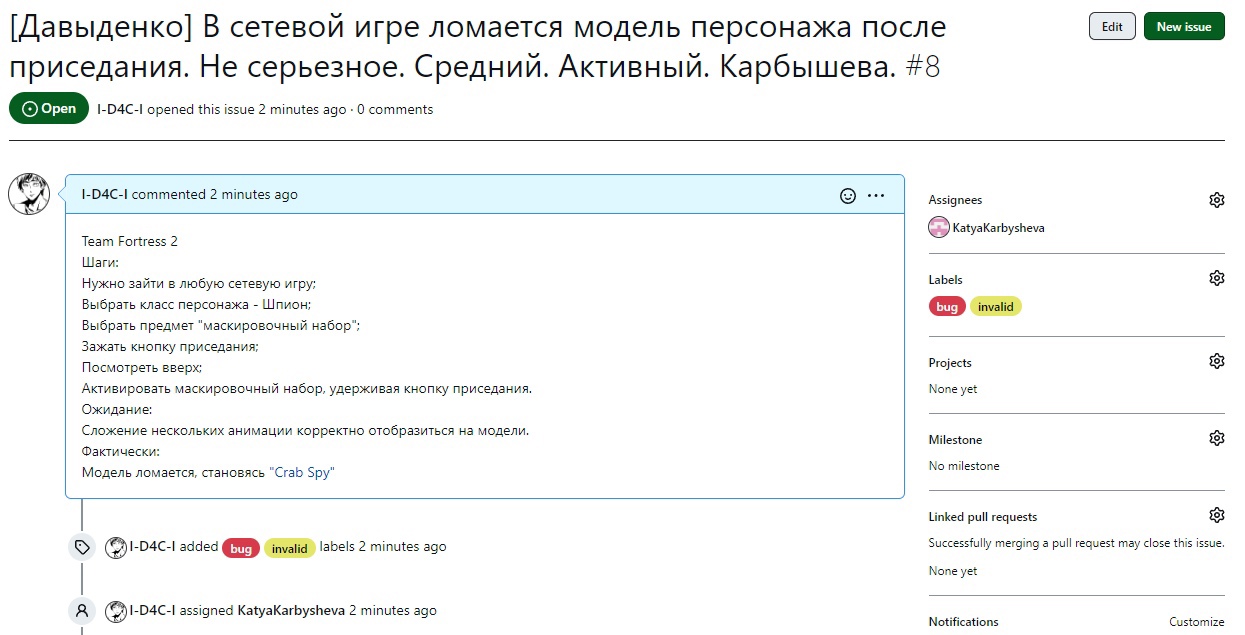 [Давыденко] В сетевой игре ломается модель персонажа после
приседания. Не серьезное. Средний. Активный. Карбышева. #8
Edit
New issue
Open
I-D4C-I opened this issue 2 minutes ago · 0 comments
I-D4C-I commented 2 minutes ago
Team Fortress 2
Шаги:
Нужно зайти в любую сетевую игру;
Выбрать класс персонажа - Шпион;
Выбрать предмет "маскировочный набор";
Зажать кнопку приседания;
Посмотреть вверх;
Активировать маскировочный набор, удерживая кнопку приседания.
Ожидание:
Сложение нескольких анимации корректно отобразиться на модели.
Фактически:
Модель ломается, становясь "Crab Spy"
I-D4C-I added bug invalid labels 2 minutes ago
I-D4C-I assigned KatyaKarbysheva 2 minutes ago
Assignees
KatyaKarbysheva
Labels
bug invalid
Projects
None yet
Milestone
No milestone
Linked pull requests
Successfully merging a pull request may close this issue.
None yet
Notifications
Customize